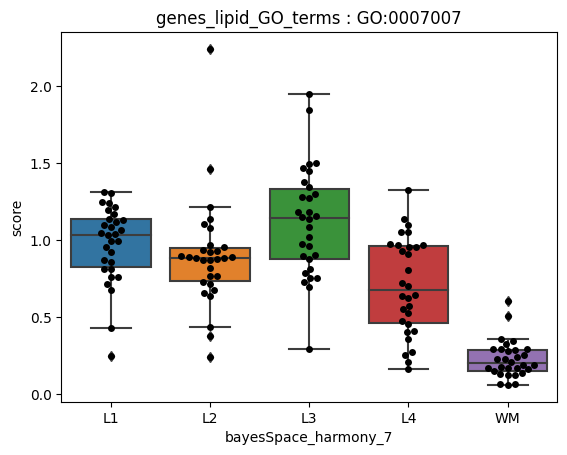 genes_lipid_GO_terms : GO:0007007
score
2.0
1.5
1.0
0.5
0.0
L1 L2 L3 L4 WM
bayesSpace_harmony_7